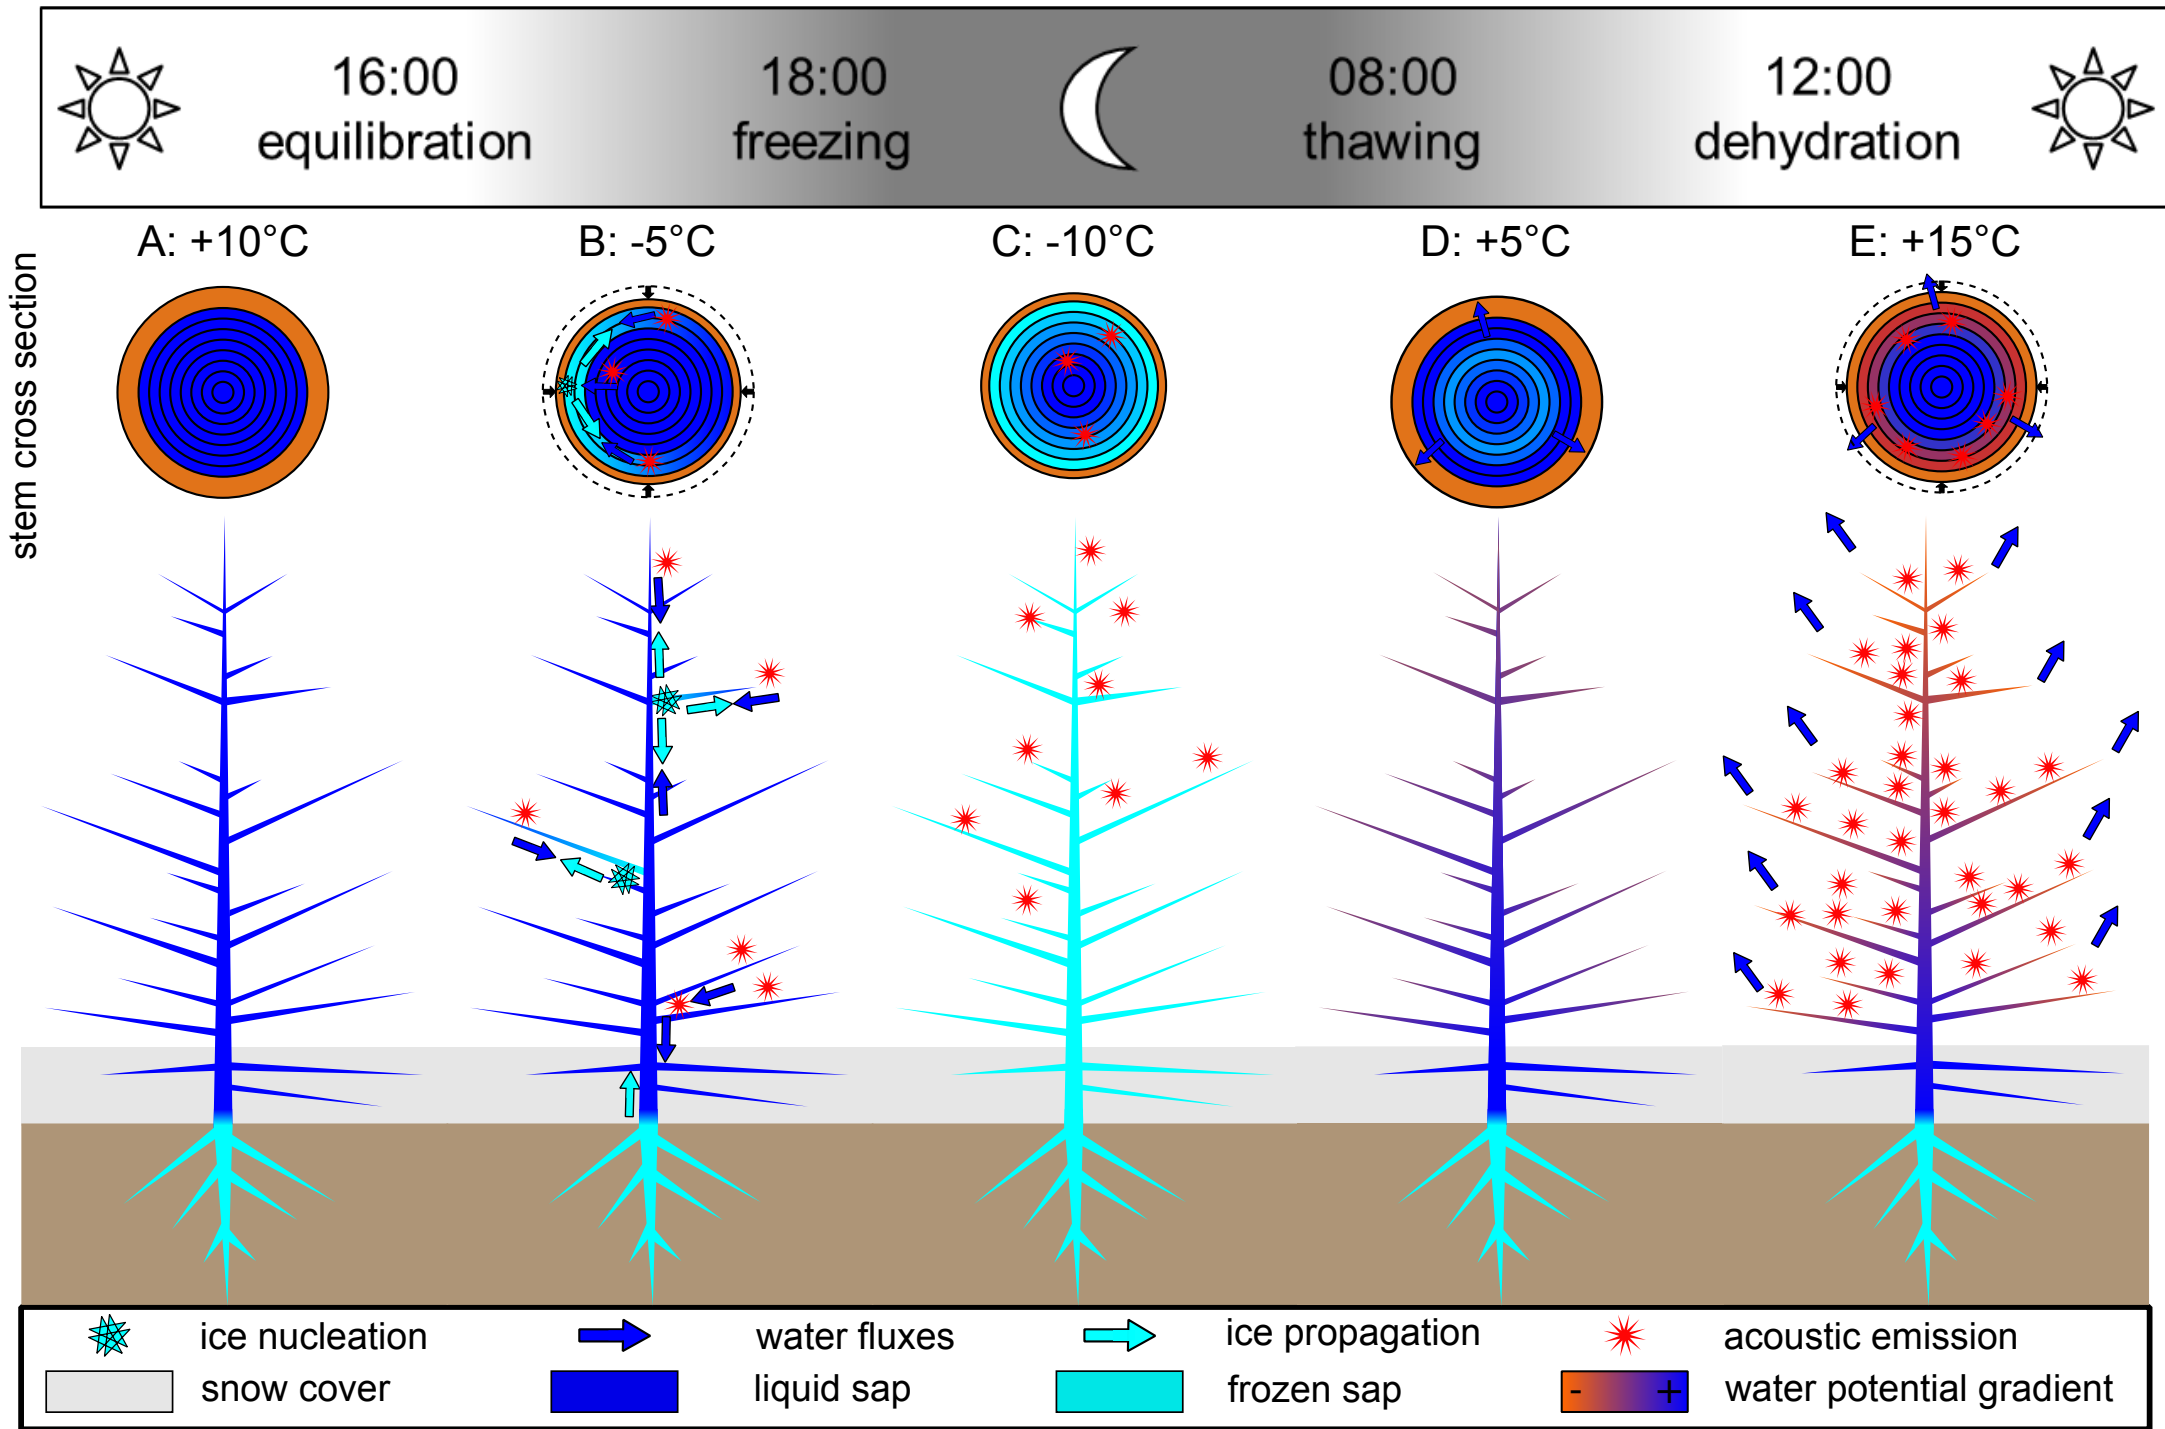 16:00
equilibration
18:00
freezing
08:00
thawing
12:00
dehydration
A: +10°C
B: -5°C
C: -10°C
D: +5°C
E: +15°C
stem cross section
ice nucleation
water fluxes
ice propagation
acoustic emission
snow cover
liquid sap
frozen sap
- +
water potential gradient